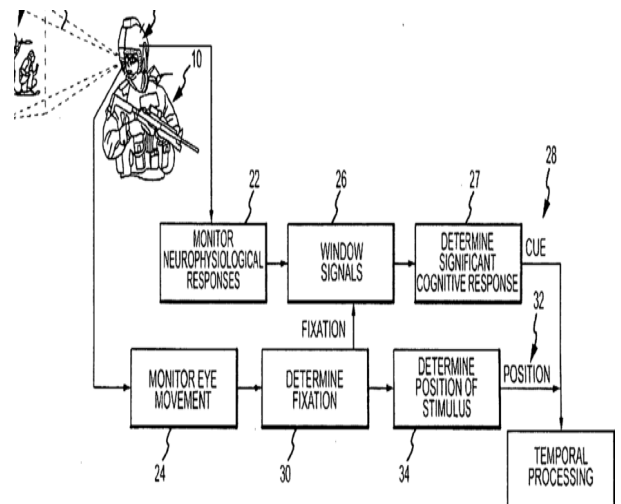 10
28
22
26
27
MONITOR
NEUROPHYSIOLOGICAL
RESPONSES
WINDOW
SIGNALS
DETERMINE
SIGNIFICANT
COGNITIVE RESPONSE
CUE
FIXATION
32
MONITOR EYE
MOVEMENT
DETERMINE
FIXATION
DETERMINE
POSITION OF
STIMULUS
POSITION
24
30
34
TEMPORAL
PROCESSING